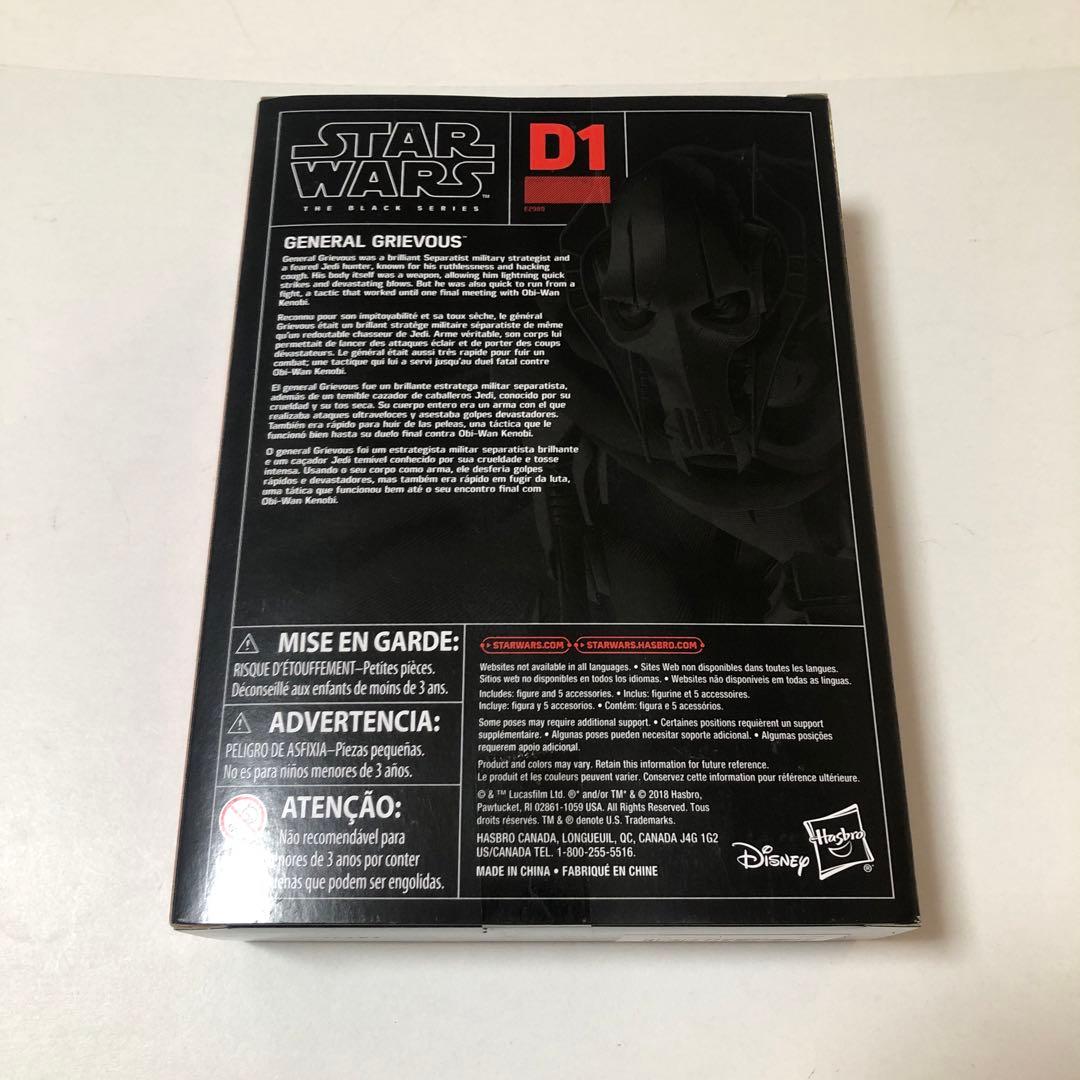 STAR
WARS™
THE BLACK SERIES
D1
E2989
GENERAL GRIEVOUS™
General Grievous was a brilliant Separatist military strategist and
a feared Jedi hunter, known for his ruthlessness and hacking
cough. His body itself was a weapon, allowing him lightning quick
strikes and devastating blows. But he was also quick to run from a
fight, a tactic that worked until one final meeting with Obi-Wan
Kenobi.
Reconnu pour son impitoyabilité et sa toux sèche, le général
Grievous était un brillant stratège militaire séparatiste de même
qu'un redoutable chasseur de Jedi. Arme véritable, son corps lui
permettait de lancer des attaques éclair et de porter des coups
dévastateurs. Le général était aussi très rapide pour fuir un
combat; une tactique qui lui a servi jusqu'au duel fatal contre
Obi-Wan Kenobi.
El general Grievous fue un brillante estratega militar separatista,
además de un temible cazador de caballeros Jedi, conocido por su
crueldad y su tos seca. Su cuerpo entero era un arma con el que
realizaba ataques ultraveloces y asestaba golpes devastadores.
También era rápido para huir de las peleas, una táctica que le
funcionó bien hasta su duelo final contra Obi-Wan Kenobi.
O general Grievous foi um estrategista militar separatista brilhante
e um caçador Jedi temível conhecido por sua crueldade e tosse
intensa. Usando o seu corpo como arma, ele desferia golpes
rápidos e devastadores, mas também era rápido em fugir da luta,
uma tática que funcionou bem até o seu encontro final com
Obi-Wan Kenobi.
MISE EN GARDE:
RISQUE D'ÉTOUFFEMENT–Petites pièces.
Déconseillé aux enfants de moins de 3 ans.
ADVERTENCIA:
PELIGRO DE ASFIXIA–Piezas pequeñas.
No es para niños menores de 3 años.
ATENÇÃO:
Não recomendável para
menores de 3 anos por conter
que podem ser engolidas.
STARWARS.COM • STARWARS.HASBRO.COM
Websites not available in all languages. • Sites Web non disponibles dans toutes les langues.
Sitios web no disponibles en todos los idiomas. • Websites não disponíveis em todas as línguas.
Includes: figure and 5 accessories. • Inclus: figurine et 5 accessoires.
Incluye: figura y 5 accesorios. • Contém: figura e 5 acessórios.
Some poses may require additional support. • Certaines positions requièrent un support
supplémentaire. • Algunas poses pueden necesitar soporte adicional. • Algumas posições
requerem apoio adicional.
Product and colors may vary. Retain this information for future reference.
Le produit et les couleurs peuvent varier. Conservez cette information pour référence ultérieure.
© & ™ Lucasfilm Ltd. ®* and/or TM* & © 2018 Hasbro,
Pawtucket, RI 02861-1059 USA. All Rights Reserved. Tous
droits réservés. TM & ® denote U.S. Trademarks.
HASBRO CANADA, LONGUEUIL, QC, CANADA J4G 1G2
US/CANADA TEL. 1-800-255-5516.
MADE IN CHINA • FABRIQUÉ EN CHINE
DISNEY
Hasbro®